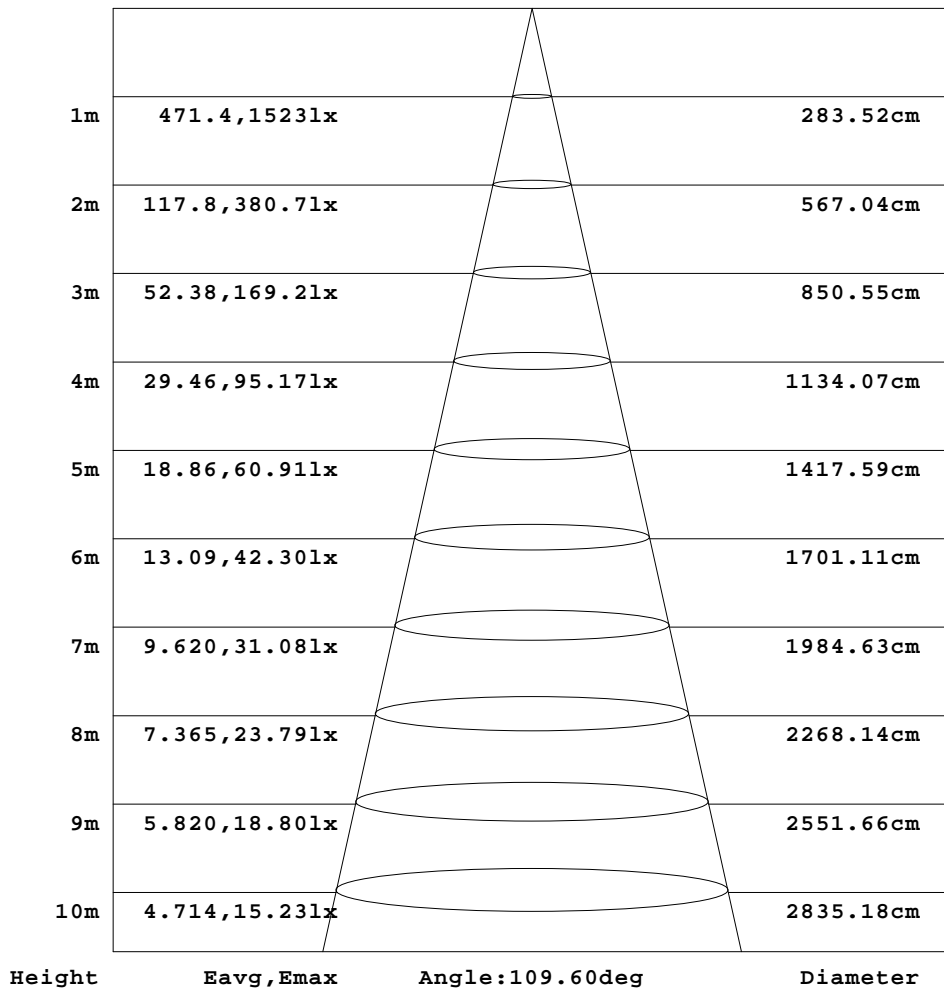 1m 471.4,1523lx 283.52cm
2m 117.8,380.7lx 567.04cm
3m 52.38,169.2lx 850.55cm
4m 29.46,95.17lx 1134.07cm
5m 18.86,60.91lx 1417.59cm
6m 13.09,42.30lx 1701.11cm
7m 9.620,31.08lx 1984.63cm
8m 7.365,23.79lx 2268.14cm
9m 5.820,18.80lx 2551.66cm
10m 4.714,15.23lx 2835.18cm
Height Eavg,Emax Angle:109.60deg Diameter